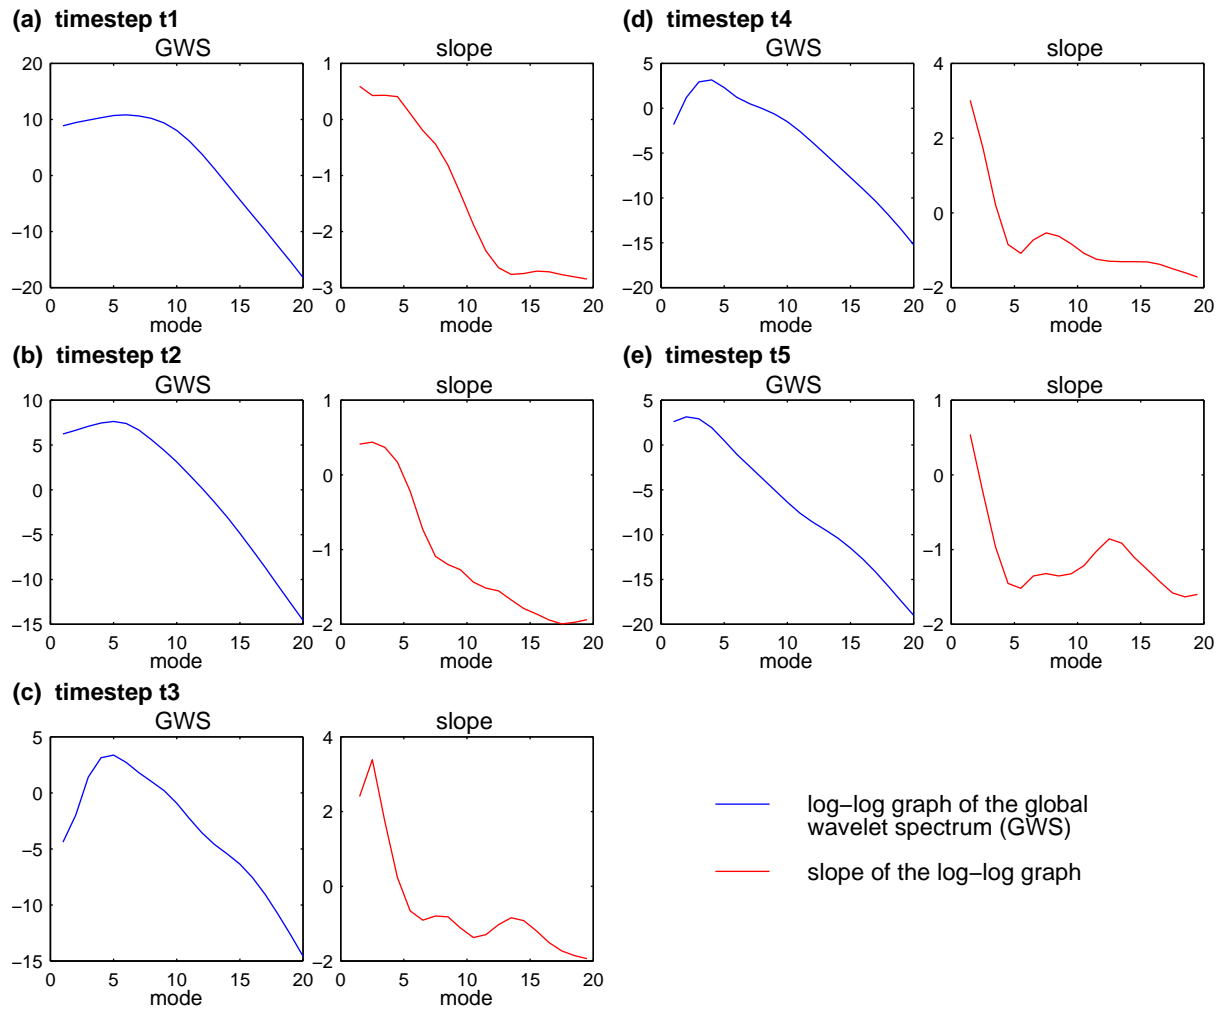 (a) timestep t1
GWS
20
10
0
−10
−20
0 5 10 15 20
mode
slope
1
0
−1
−2
−3
0 5 10 15 20
mode
(b) timestep t2
GWS
10
5
0
−5
−10
−15
0 5 10 15 20
mode
slope
1
0
−1
−2
0 5 10 15 20
mode
(c) timestep t3
GWS
5
0
−5
−10
−15
0 5 10 15 20
mode
slope
4
2
0
−2
0 5 10 15 20
mode
(d) timestep t4
GWS
5
0
−5
−10
−15
−20
0 5 10 15 20
mode
slope
4
2
0
−2
0 5 10 15 20
mode
(e) timestep t5
GWS
5
0
−5
−10
−15
−20
0 5 10 15 20
mode
slope
1
0
−1
−2
0 5 10 15 20
mode
log−log graph of the global
wavelet spectrum (GWS)
slope of the log−log graph